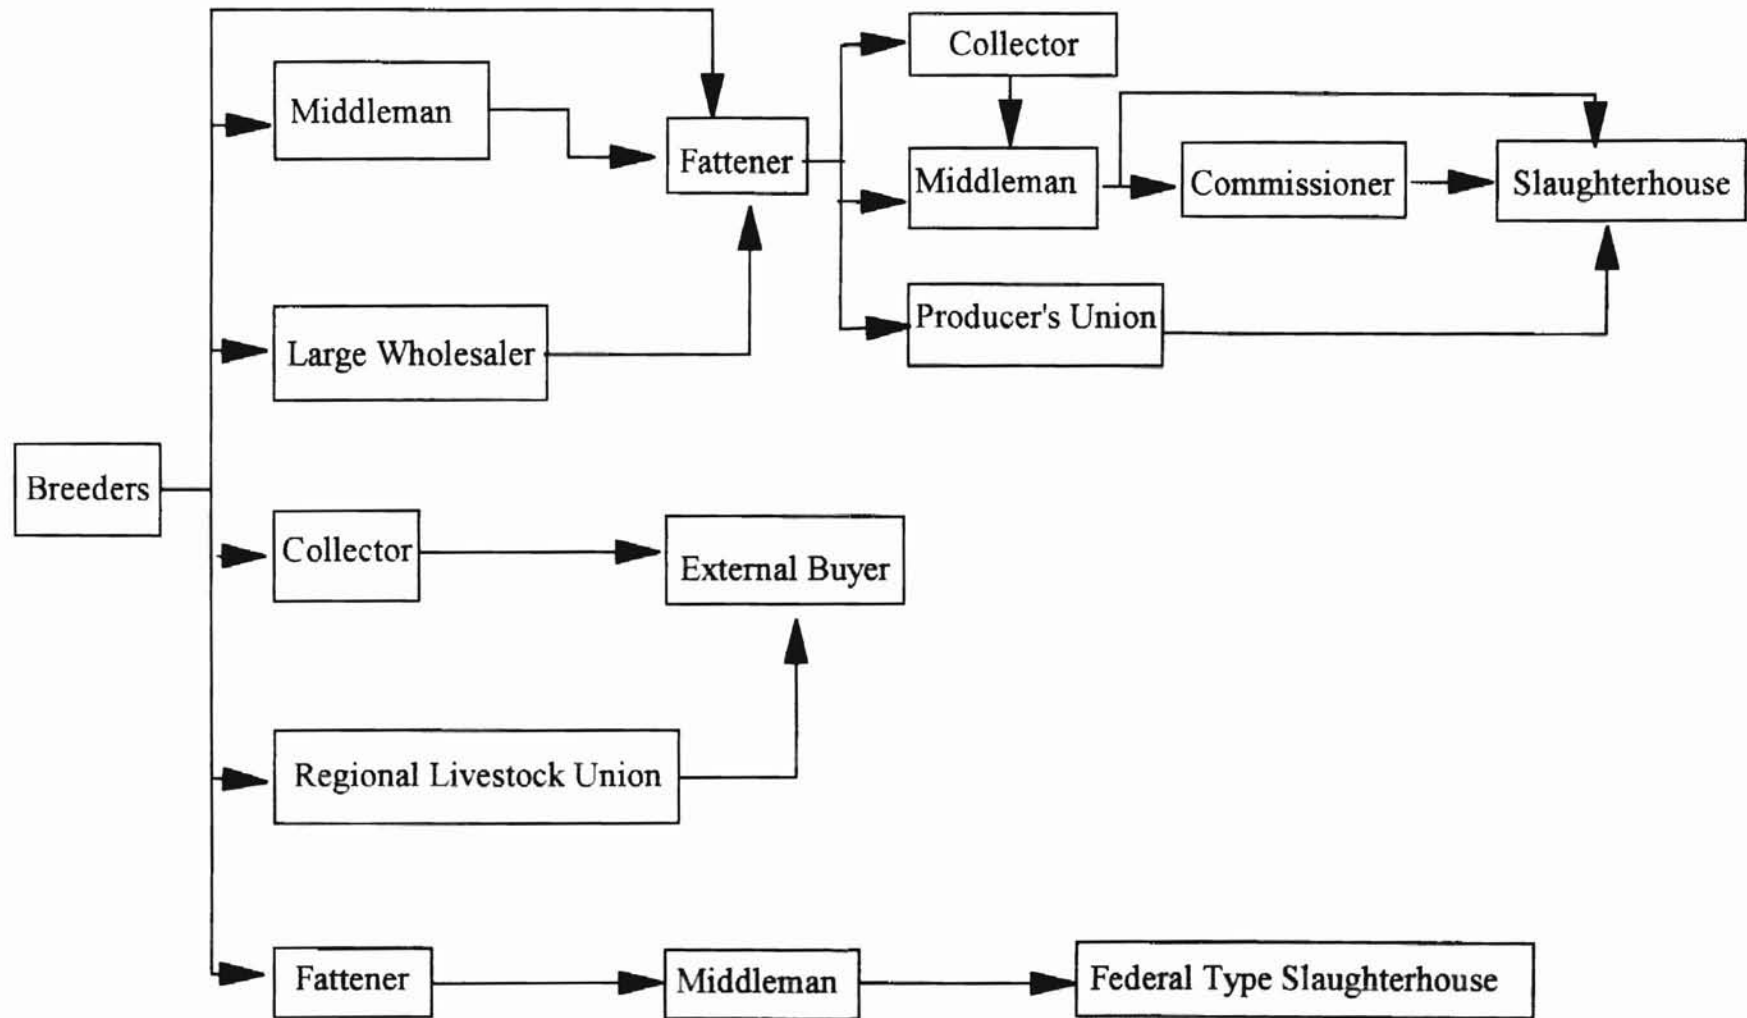 Collector
Middleman
Fattener
Middleman
Commissioner
Slaughterhouse
Producer's Union
Large Wholesaler
Breeders
Collector
External Buyer
Regional Livestock Union
Fattener
Middleman
Federal Type Slaughterhouse